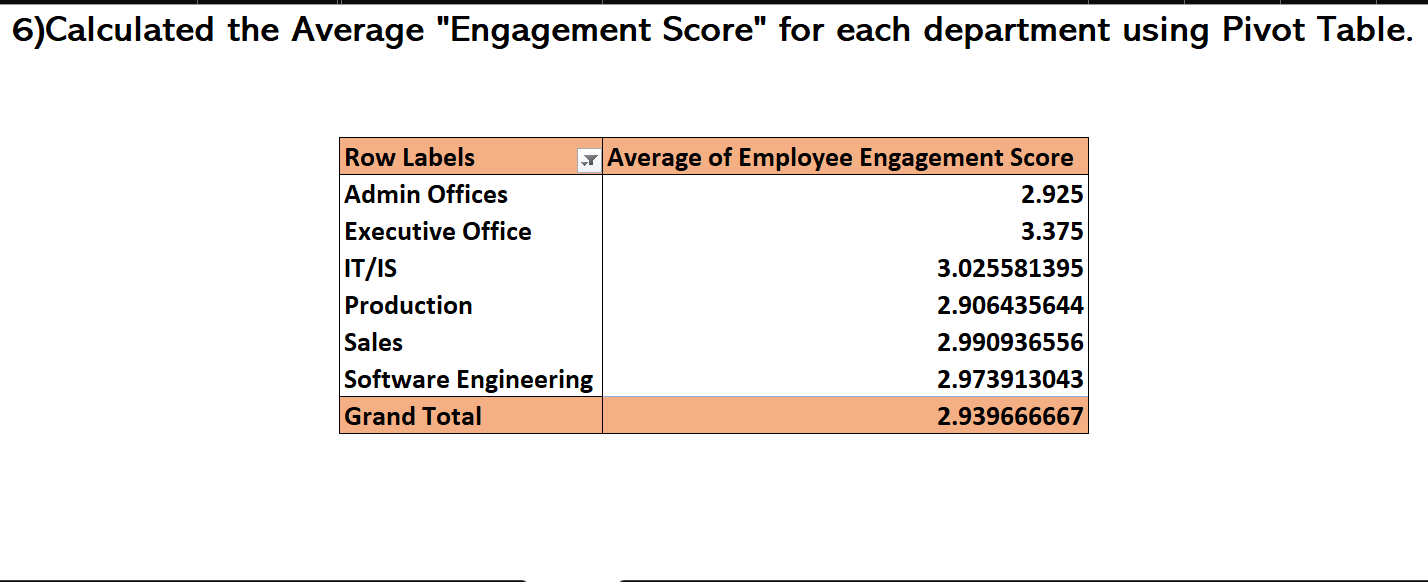 6)Calculated the Average "Engagement Score" for each department using Pivot Table.
Row Labels Average of Employee Engagement Score
Admin Offices 2.925
Executive Office 3.375
IT/IS 3.025581395
Production 2.906435644
Sales 2.990936556
Software Engineering 2.973913043
Grand Total 2.939666667